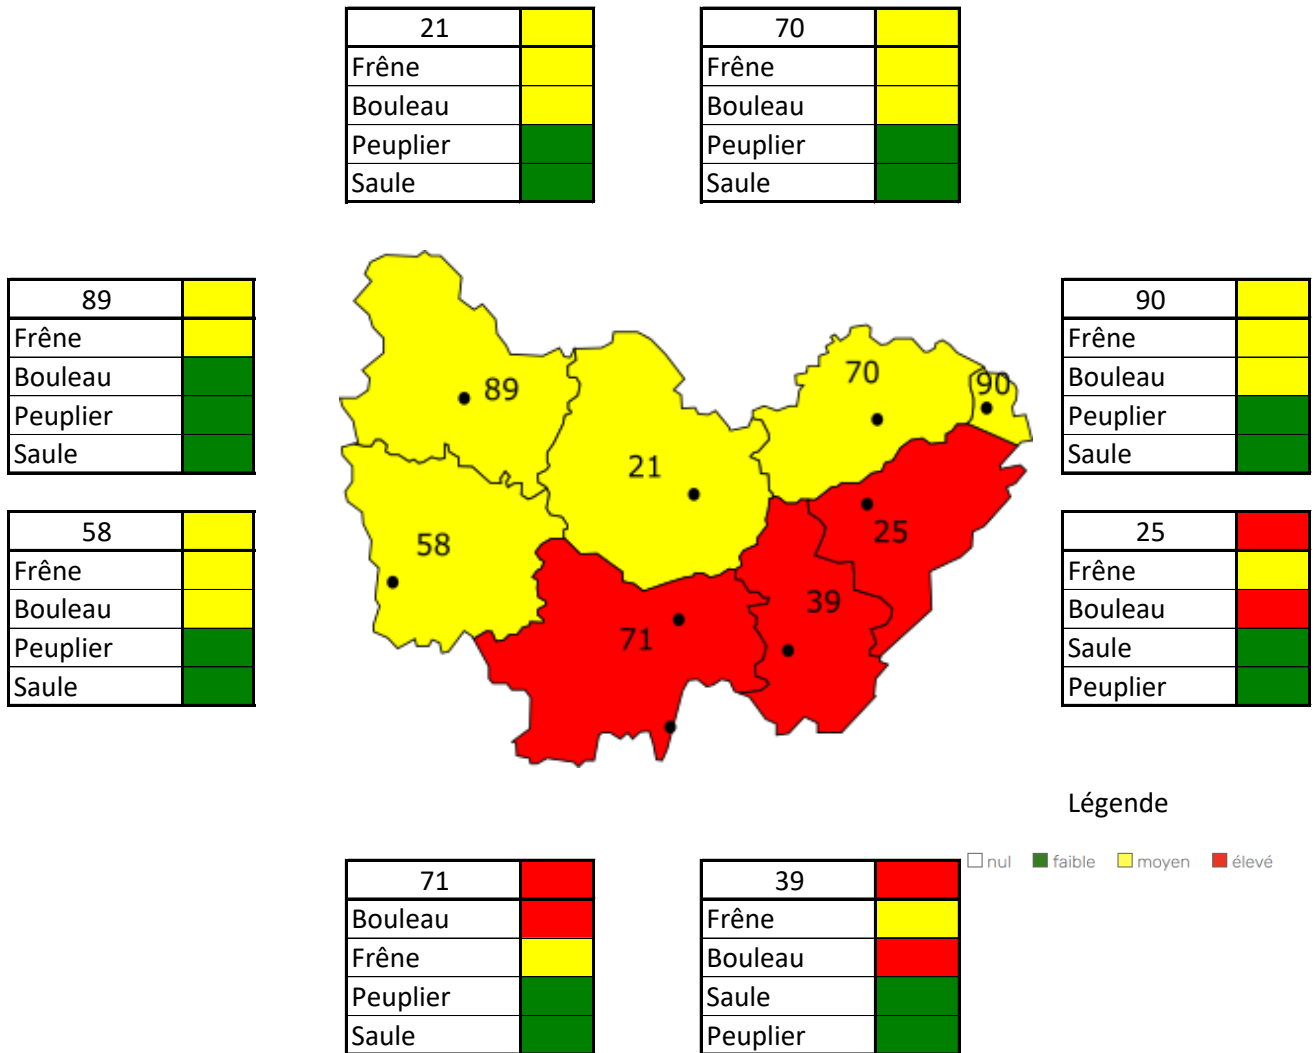 21
Frêne
Bouleau
Peuplier
Saule
70
Frêne
Bouleau
Peuplier
Saule
89
Frêne
Bouleau
Peuplier
Saule
58
Frêne
Bouleau
Peuplier
Saule
89
21
70
90
58
25
39
71
90
Frêne
Bouleau
Peuplier
Saule
25
Frêne
Bouleau
Saule
Peuplier
Légende
nul faible moyen élevé
71
Bouleau
Frêne
Peuplier
Saule
39
Frêne
Bouleau
Saule
Peuplier